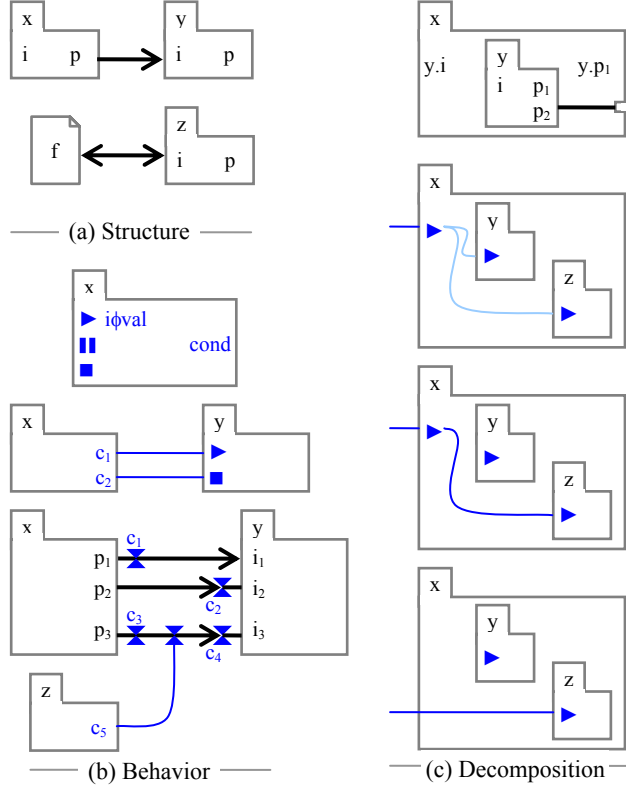 x
y
i p
i p
z
f
i p
(a) Structure
x
iϕval
cond
x
y
c₁
c₂
x
y
p₁ c₁ i₁
p₂ c₂ i₂
p₃ c₃ c₄ i₃
z
c₅
(b) Behavior
x
y.i
y
y.p₁
i p₁
p₂
x
y
z
x
y
z
x
y
z
(c) Decomposition